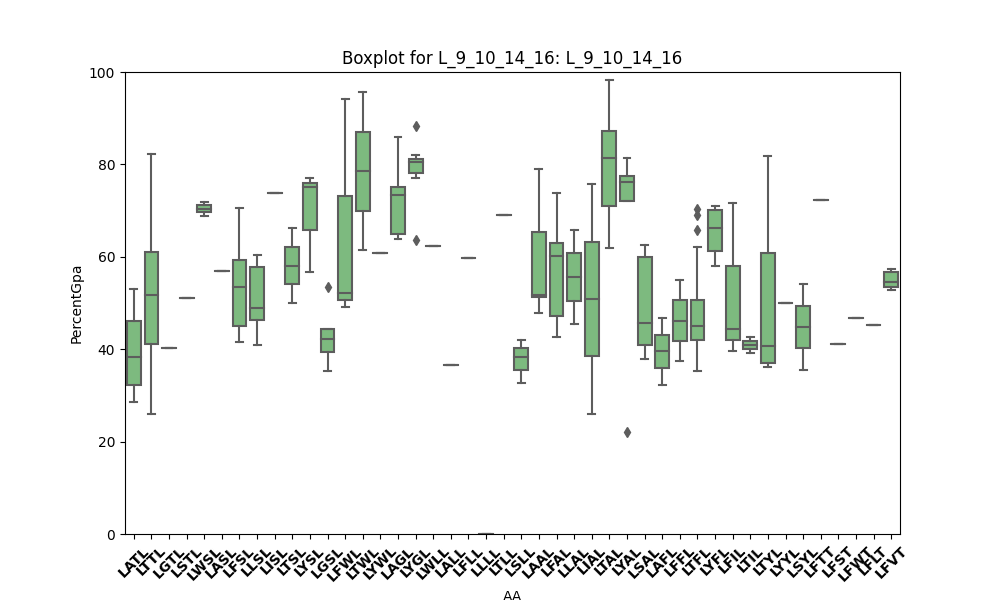 Boxplot for L_9_10_14_16: L_9_10_14_16
100
80
60
40
20
0
PercentGpa
LATL LTTL LGTL LSTL LWSL LASL LFSL LLSL LISL LTSL LYSL LGSL LFWL LTWL LYWL LAGL LYGL LWLL LALL LFLL LLLL LTLL LSLL LAAL LFAL LLAL LIAL LTAL LYAL LSAL LAFL LFFL LTFL LYFL LFIL LTIL LTYL LYYL LSYL LFTT LFST LFWT LFLT LFVT
AA